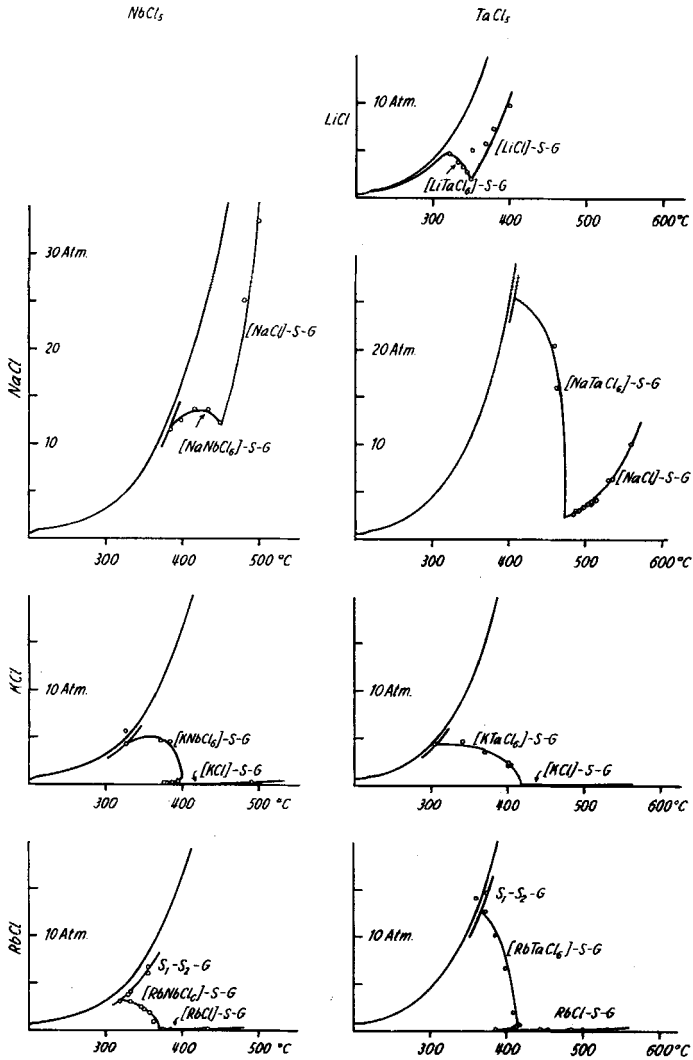 NbCl₅
TaCl₅
LiCl
10 Atm.
[LiCl]-S-G
[LiTaCl₆]-S-G
300 400 500 600°C
NaCl
30 Atm.
20
10
[NaCl]-S-G
[NaNbCl₆]-S-G
300 400 500°C
20 Atm.
10
[NaTaCl₆]-S-G
[NaCl]-S-G
300 400 500 600°C
KCl
10 Atm.
[KNbCl₆]-S-G
[KCl]-S-G
300 400 500°C
10 Atm.
[KTaCl₆]-S-G
[KCl]-S-G
300 400 500 600°C
RbCl
10 Atm.
S₁-S₂-G
[RbNbCl₆]-S-G
[RbCl]-S-G
300 400 500°C
10 Atm.
S₁-S₂-G
[RbTaCl₆]-S-G
RbCl-S-G
300 400 500 600°C